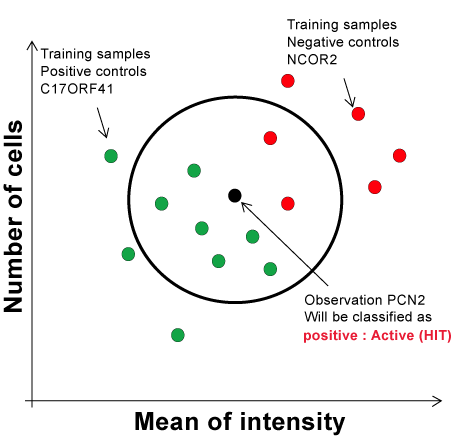 Training samples
Negative controls
NCOR2
Training samples
Positive controls
C17ORF41
Number of cells
Observation PCN2
Will be classified as
positive : Active (HIT)
Mean of intensity